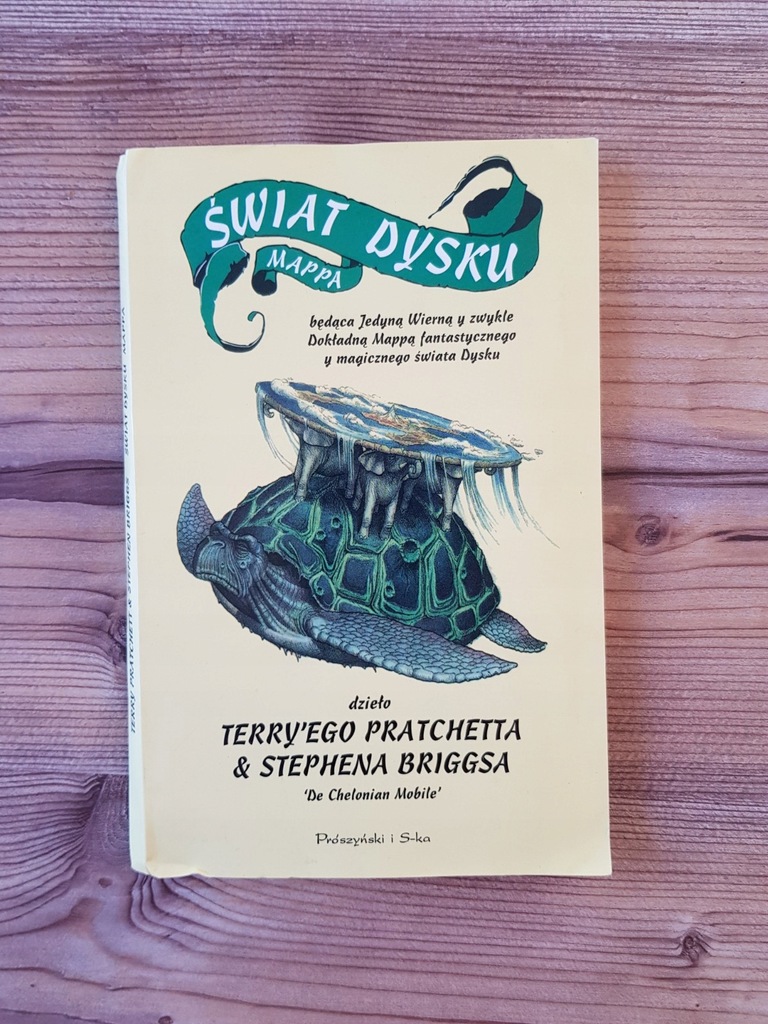 ŚWIAT DYSKU
MAPPA
będąca Jedyną Wierną y zwykle
Dokładną Mappą fantastycznego
y magicznego świata Dysku
dzieło
TERRY'EGO PRATCHETTA
& STEPHENA BRIGGSA
‘De Chelonian Mobile’
Prószyński i S-ka
TERRY PRATCHETT & STEPHEN BRIGGS ŚWIAT DYSKU MAPPA